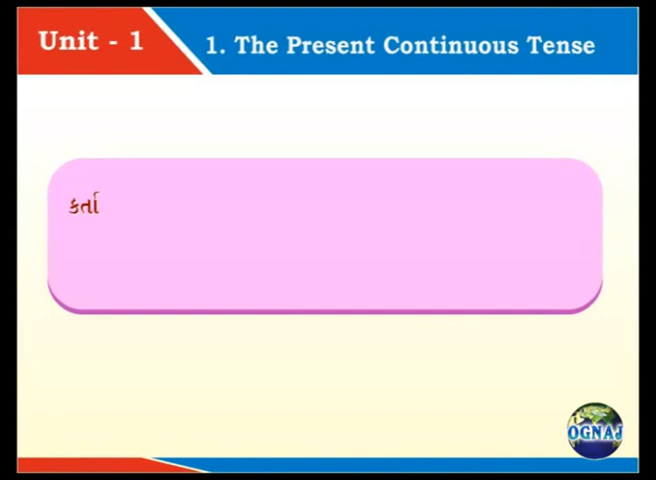 Unit - 1
1. The Present Continuous Tense
કર્તા
OGNAJ